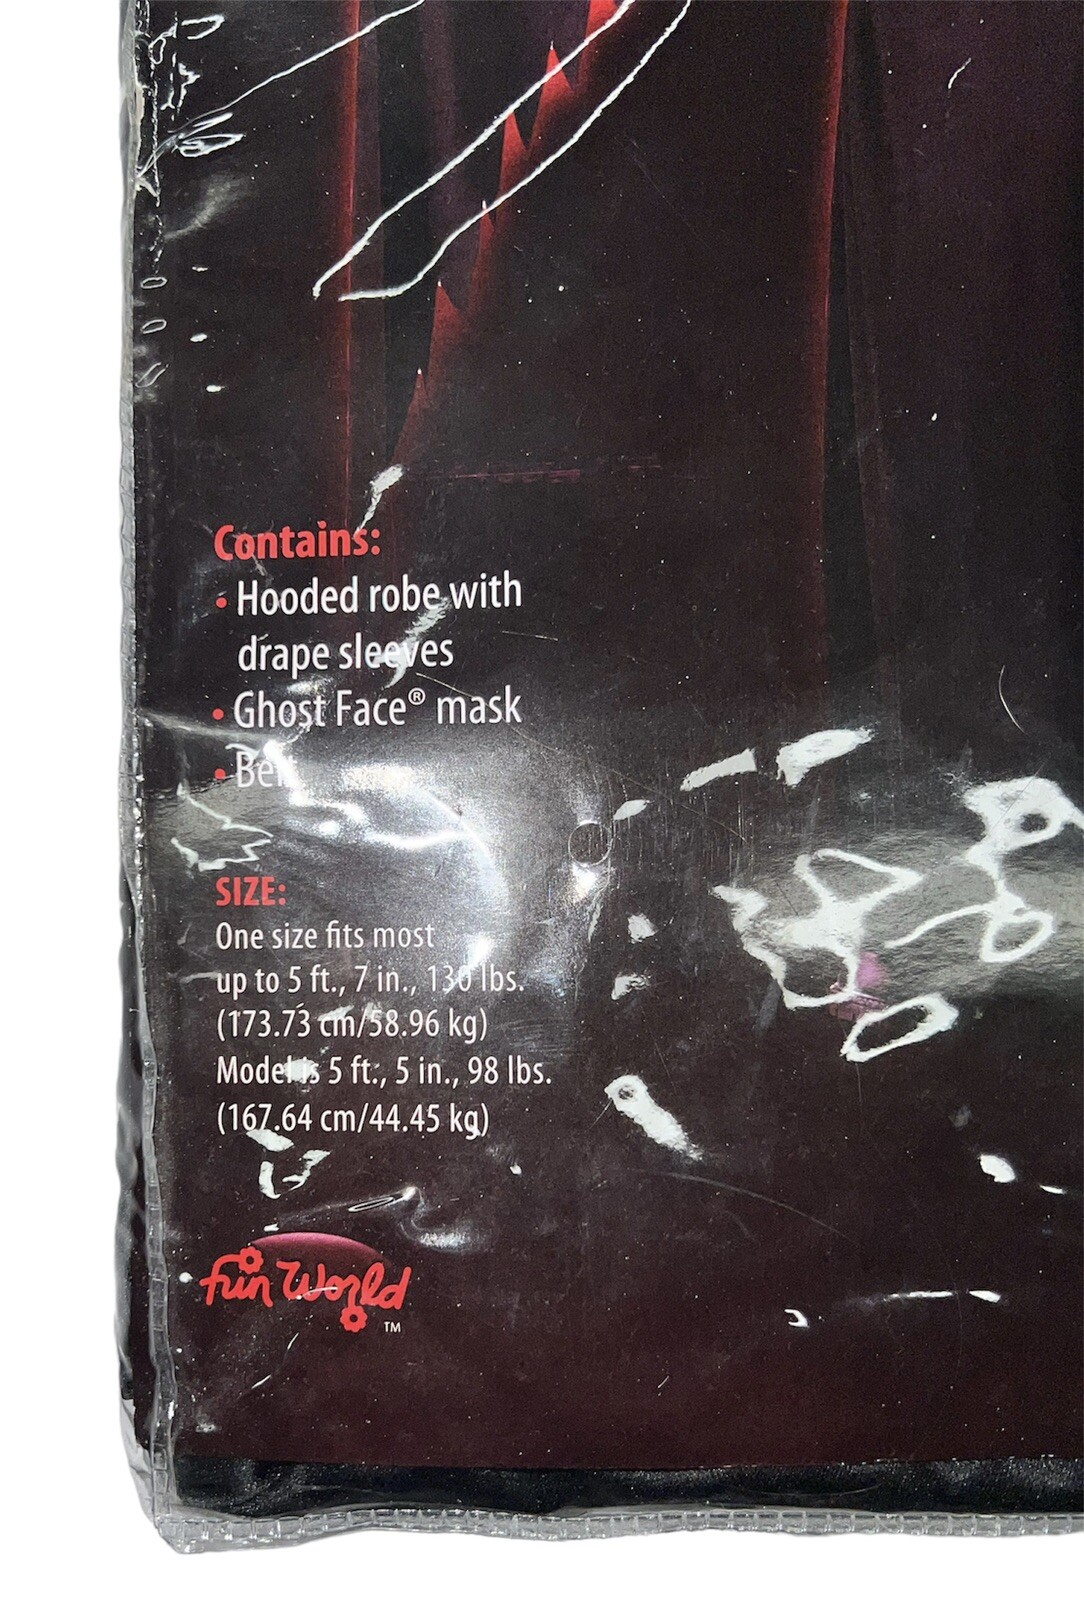 Contains:
• Hooded robe with
drape sleeves
• Ghost Face® mask
• Belt
SIZE:
One size fits most
up to 5 ft., 7 in., 130 lbs.
(173.73 cm/58.96 kg)
Model is 5 ft., 5 in., 98 lbs.
(167.64 cm/44.45 kg)
fun World
TM